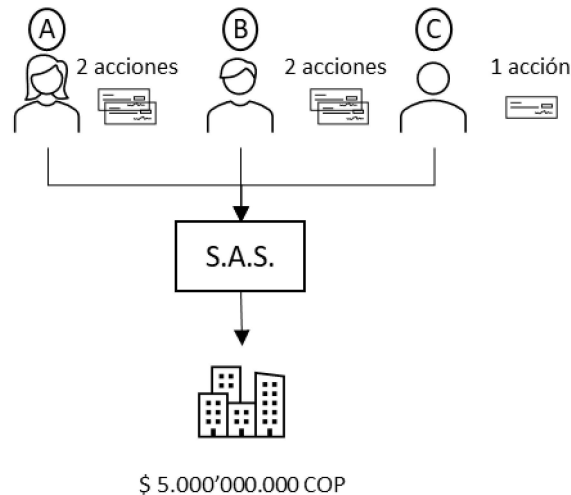 A B C
2 acciones 2 acciones 1 acción
S.A.S.
$ 5.000’000.000 COP